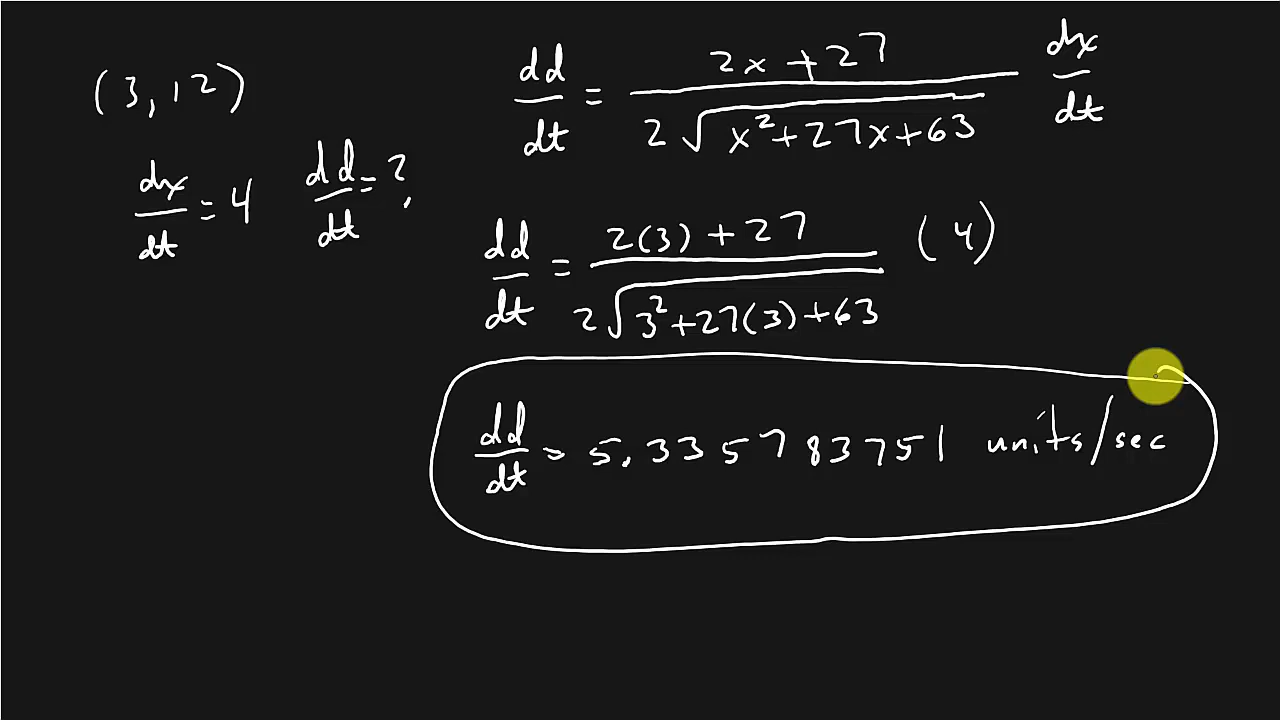 (3,12)
dx/dt = 4 dd/dt = ?
dd/dt = (2x + 27)/(2√(x²+27x+63)) dx/dt
dd/dt = (2(3) + 27)/(2√(3²+27(3)+63)) (4)
dd/dt = 5.335783751 units/sec